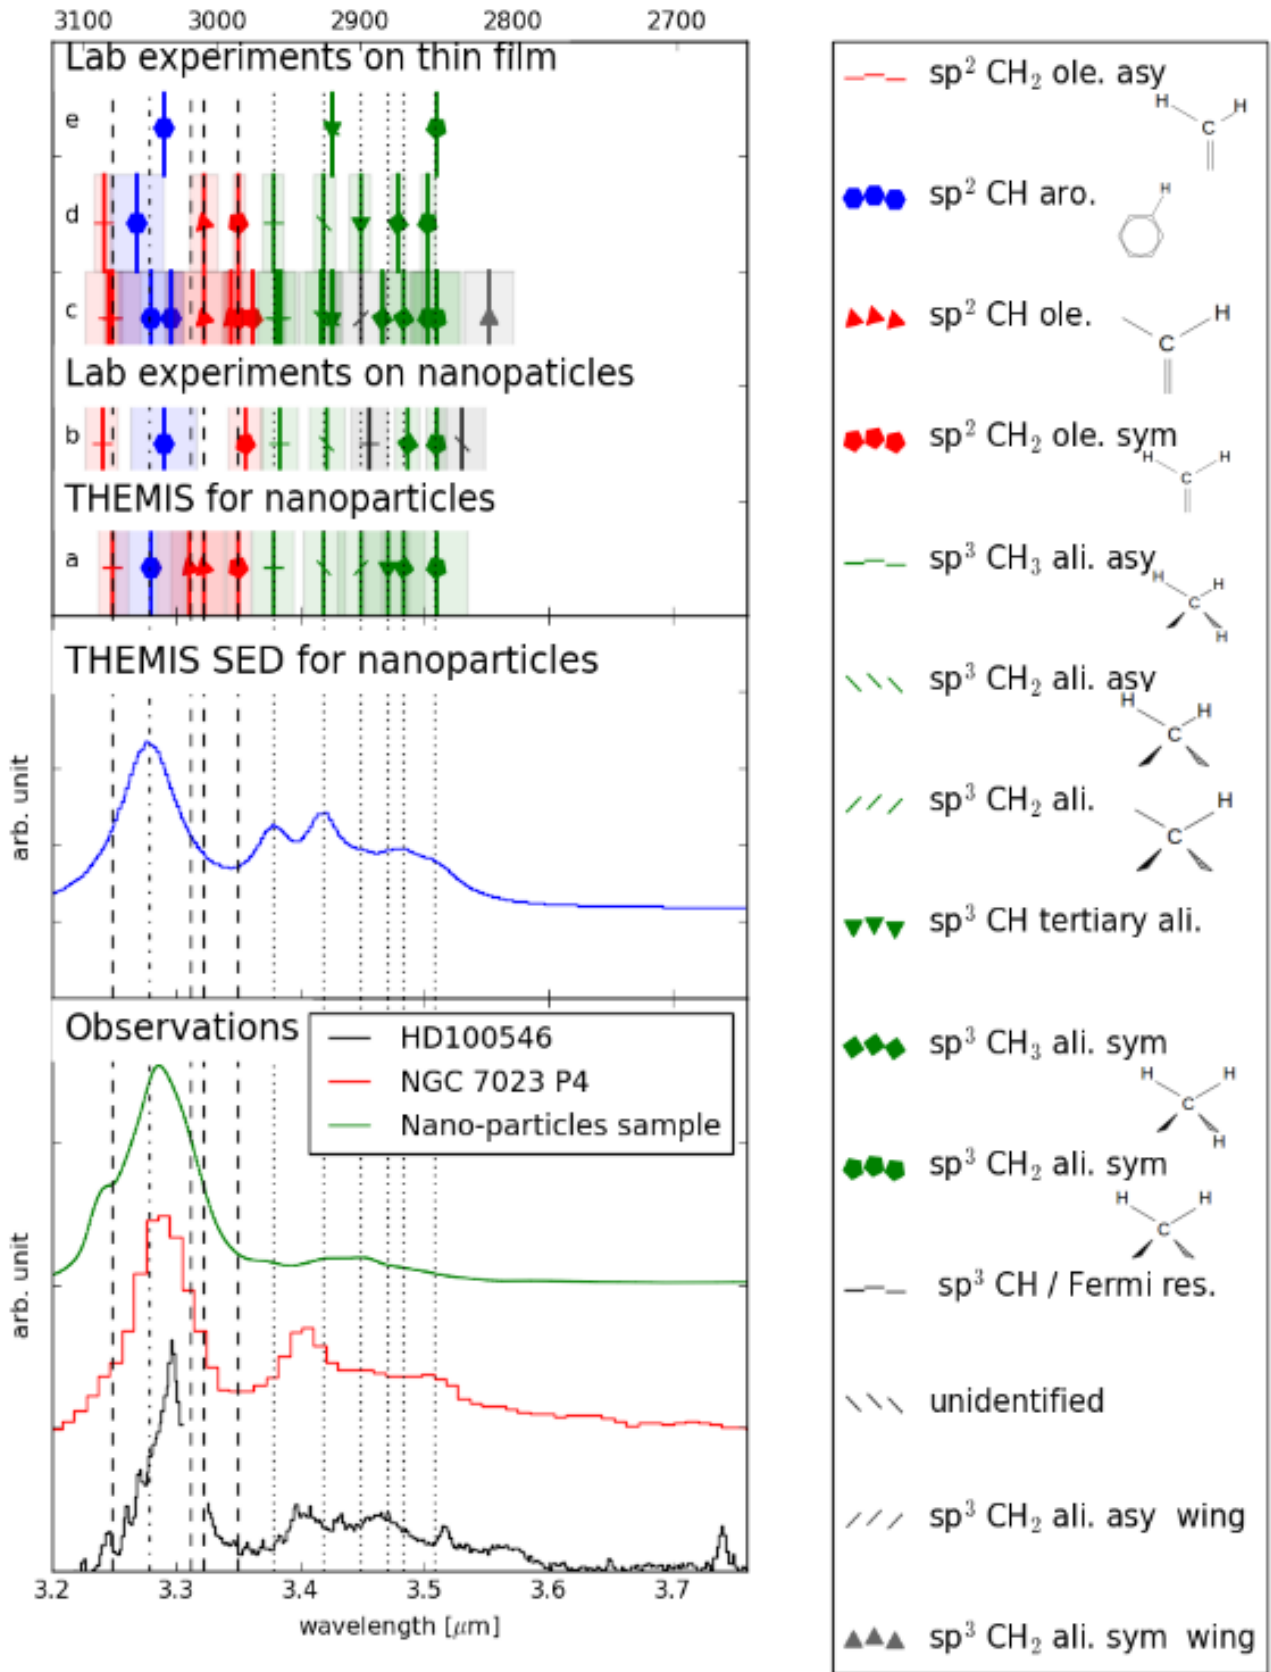 3100 3000 2900 2800 2700
Lab experiments on thin film
e
d
c
Lab experiments on nanopaticles
b
THEMIS for nanoparticles
a
THEMIS SED for nanoparticles
arb. unit
Observations
HD100546
NGC 7023 P4
Nano-particles sample
arb. unit
3.2 3.3 3.4 3.5 3.6 3.7
wavelength [μm]
sp² CH₂ ole. asy
H H
C
sp² CH aro.
H
sp² CH ole.
H
C
sp² CH₂ ole. sym
H H
C
sp³ CH₃ ali. asy
H H
C
H
sp³ CH₂ ali. asy
H H
C
sp³ CH₂ ali.
H
C
sp³ CH tertiary ali.
sp³ CH₃ ali. sym
H H
C
H
sp³ CH₂ ali. sym
H H
C
sp³ CH / Fermi res.
unidentified
sp³ CH₂ ali. asy wing
sp³ CH₂ ali. sym wing